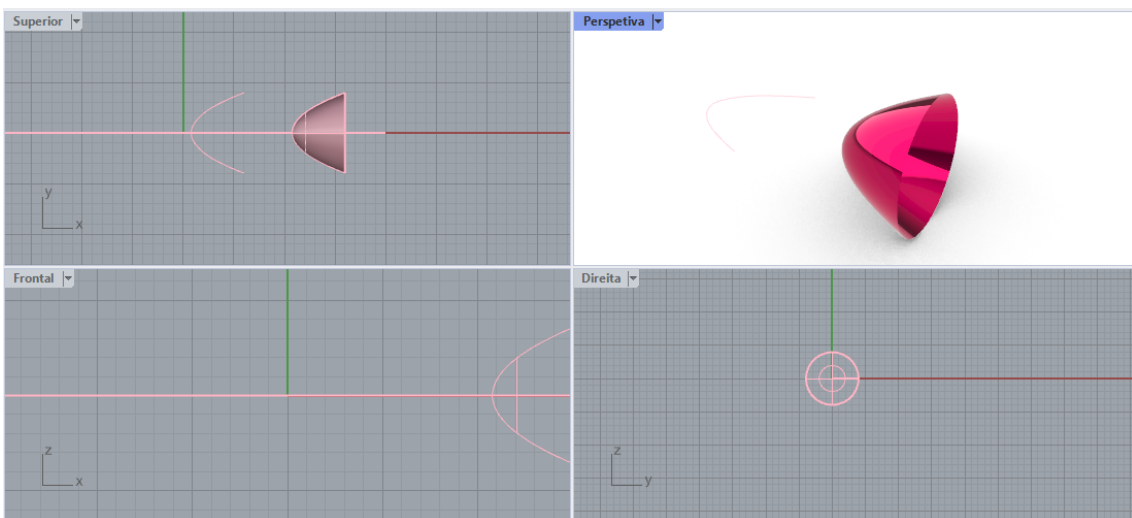 Superior
Perspetiva
y
x
Frontal
Direita
z
x
z
y